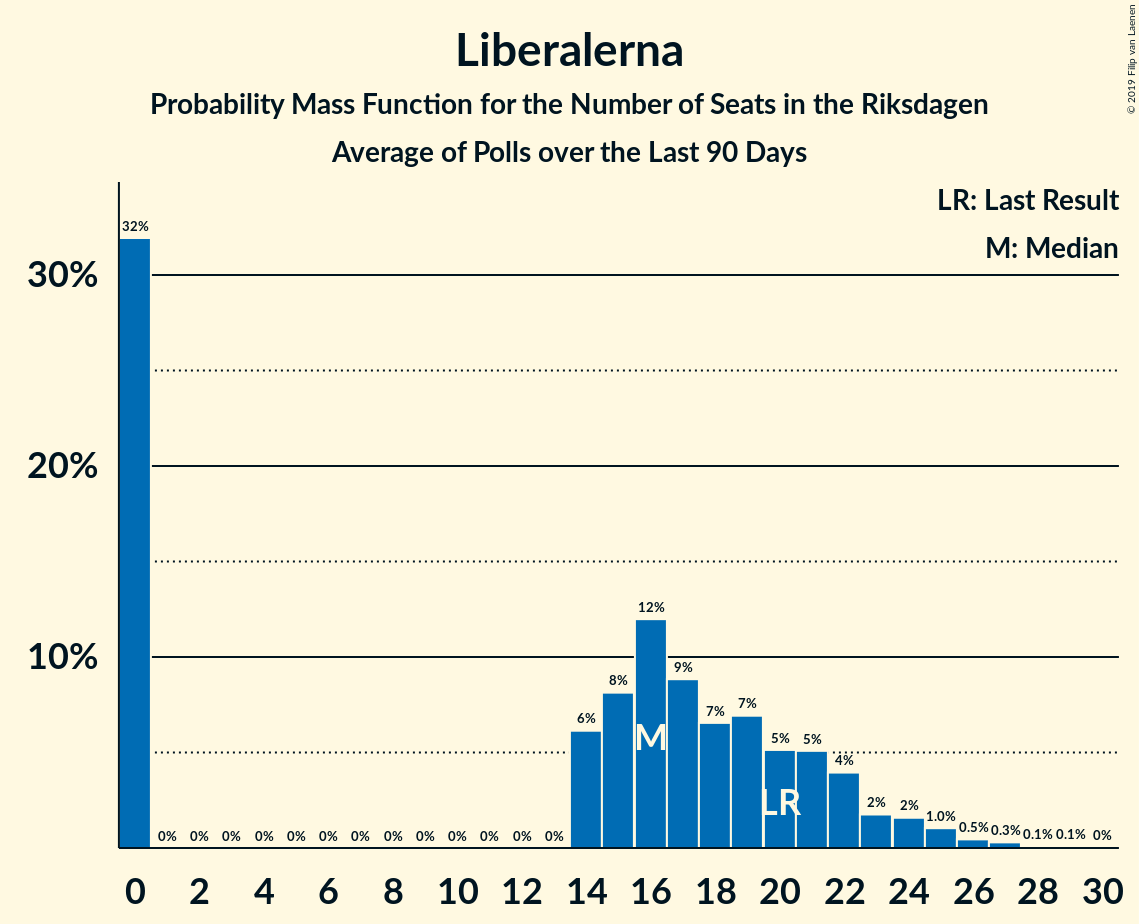 Liberalerna
Probability Mass Function for the Number of Seats in the Riksdagen
Average of Polls over the Last 90 Days
© 2019 Filip van Laenen
LR: Last Result
M: Median
30%
20%
10%
32%
0% 0% 0% 0% 0% 0% 0% 0% 0% 0% 0% 0% 0%
6%
8%
12%
9%
7%
7%
5%
5%
4%
2%
2%
1.0%
0.5%
0.3%
0.1%
0.1%
0%
M
LR
0 2 4 6 8 10 12 14 16 18 20 22 24 26 28 30